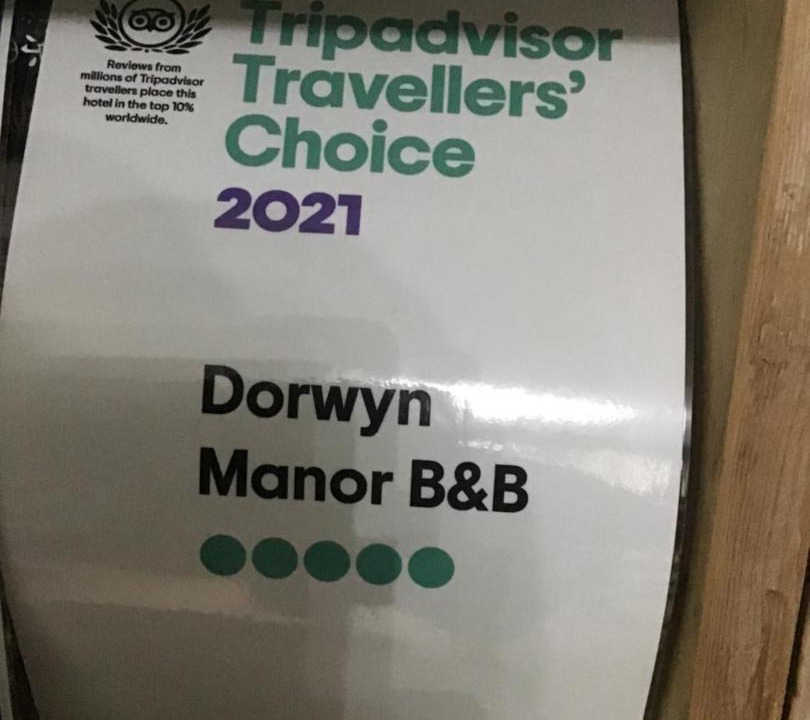 Reviews from
millions of Tripadvisor
travellers place this
hotel in the top 10%
worldwide.
Tripadvisor
Travellers’
Choice
2021
Dorwyn
Manor B&B